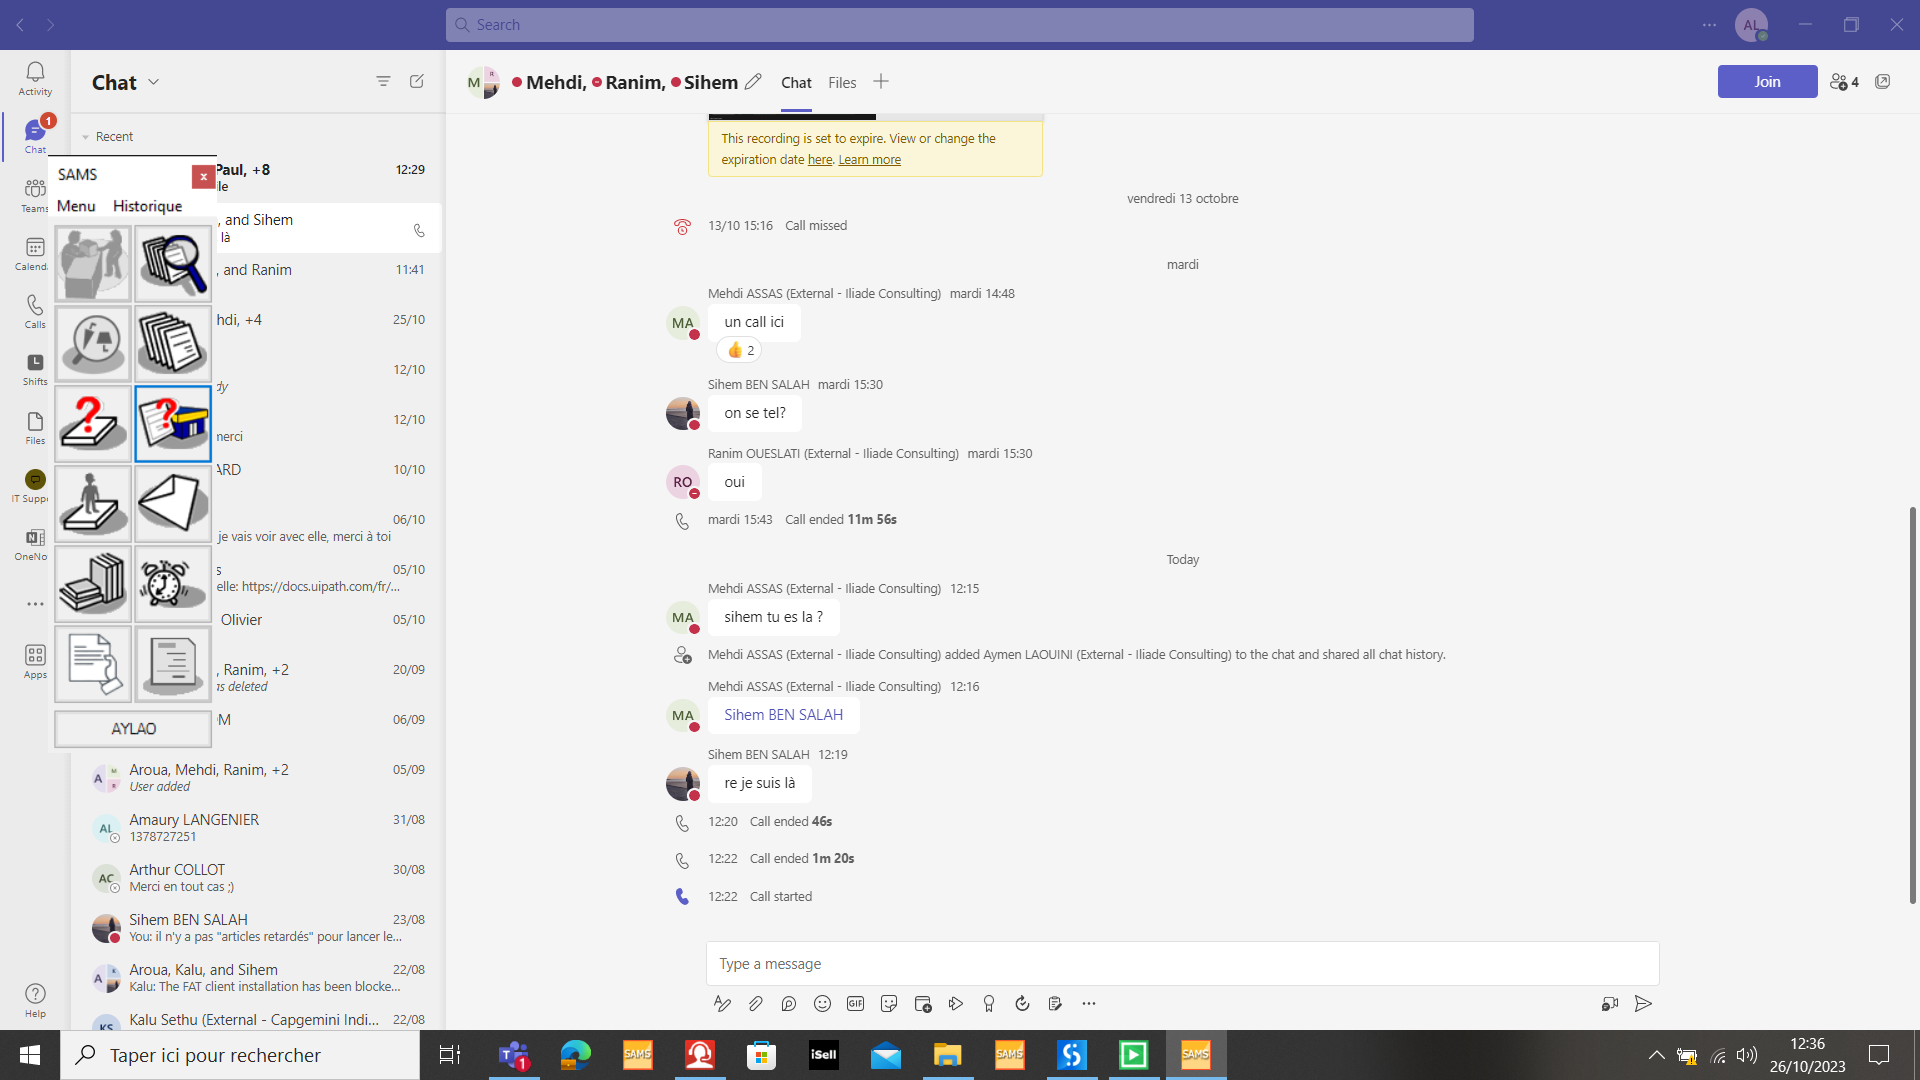 Search
AL
Activity
Chat
1
Chat
Teams
Calend
Calls
Shifts
Files
IT Suppo
OneNo
Apps
Help
Recent
Paul, +8
12:29
lle
, and Sihem
là
, and Ranim
11:41
hdi, +4
25/10
12/10
dy
12/10
merci
ARD
10/10
06/10
je vais voir avec elle, merci à toi
s
05/10
elle: https://docs.uipath.com/fr/...
Olivier
05/10
, Ranim, +2
20/09
as deleted
OM
06/09
Aroua, Mehdi, Ranim, +2
05/09
User added
Amaury LANGENIER
31/08
1378727251
Arthur COLLOT
30/08
Merci en tout cas ;)
Sihem BEN SALAH
23/08
You: il n'y a pas "articles retardés" pour lancer le...
Aroua, Kalu, and Sihem
22/08
Kalu: The FAT client installation has been blocke...
Kalu Sethu (External - Capgemini Indi...
22/08
AL
AC
KS
SAMS
x
Menu Historique
AYLAO
Mehdi, Ranim, Sihem
Chat
Files
Join
4
This recording is set to expire. View or change the
expiration date here. Learn more
vendredi 13 octobre
13/10 15:16 Call missed
mardi
Mehdi ASSAS (External - Iliade Consulting) mardi 14:48
MA
un call ici
2
Sihem BEN SALAH mardi 15:30
on se tel?
Ranim OUESLATI (External - Iliade Consulting) mardi 15:30
RO
oui
mardi 15:43 Call ended 11m 56s
Today
Mehdi ASSAS (External - Iliade Consulting) 12:15
MA
sihem tu es la ?
Mehdi ASSAS (External - Iliade Consulting) added Aymen LAOUINI (External - Iliade Consulting) to the chat and shared all chat history.
Mehdi ASSAS (External - Iliade Consulting) 12:16
MA
Sihem BEN SALAH
Sihem BEN SALAH 12:19
re je suis là
12:20 Call ended 46s
12:22 Call ended 1m 20s
12:22 Call started
Type a message
GIF
Taper ici pour rechercher
1
SAMS
iSell
SAMS
SAMS
12:36
26/10/2023